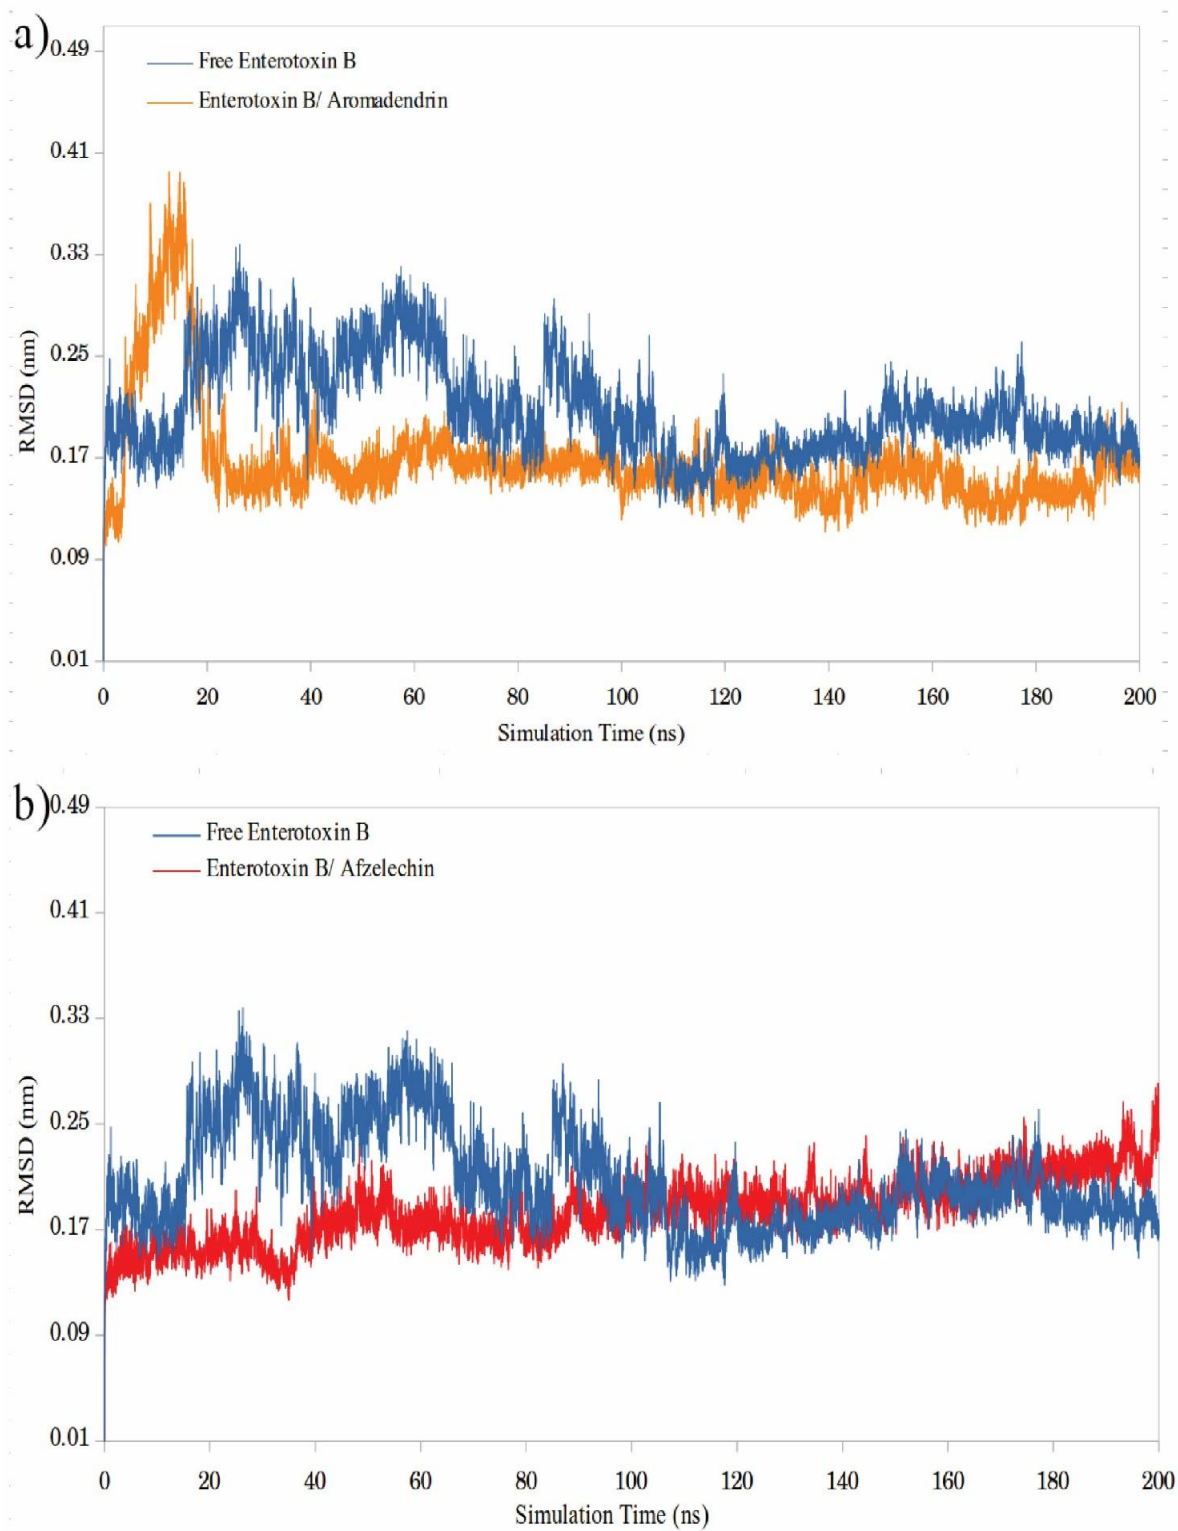 a)
0.49
Free Enterotoxin B
Enterotoxin B/ Aromadendrin
0.41
0.33
0.25
0.17
0.09
0.01
RMSD (nm)
0 20 40 60 80 100 120 140 160 180 200
Simulation Time (ns)
b)
0.49
Free Enterotoxin B
Enterotoxin B/ Afzelechin
0.41
0.33
0.25
0.17
0.09
0.01
RMSD (nm)
0 20 40 60 80 100 120 140 160 180 200
Simulation Time (ns)